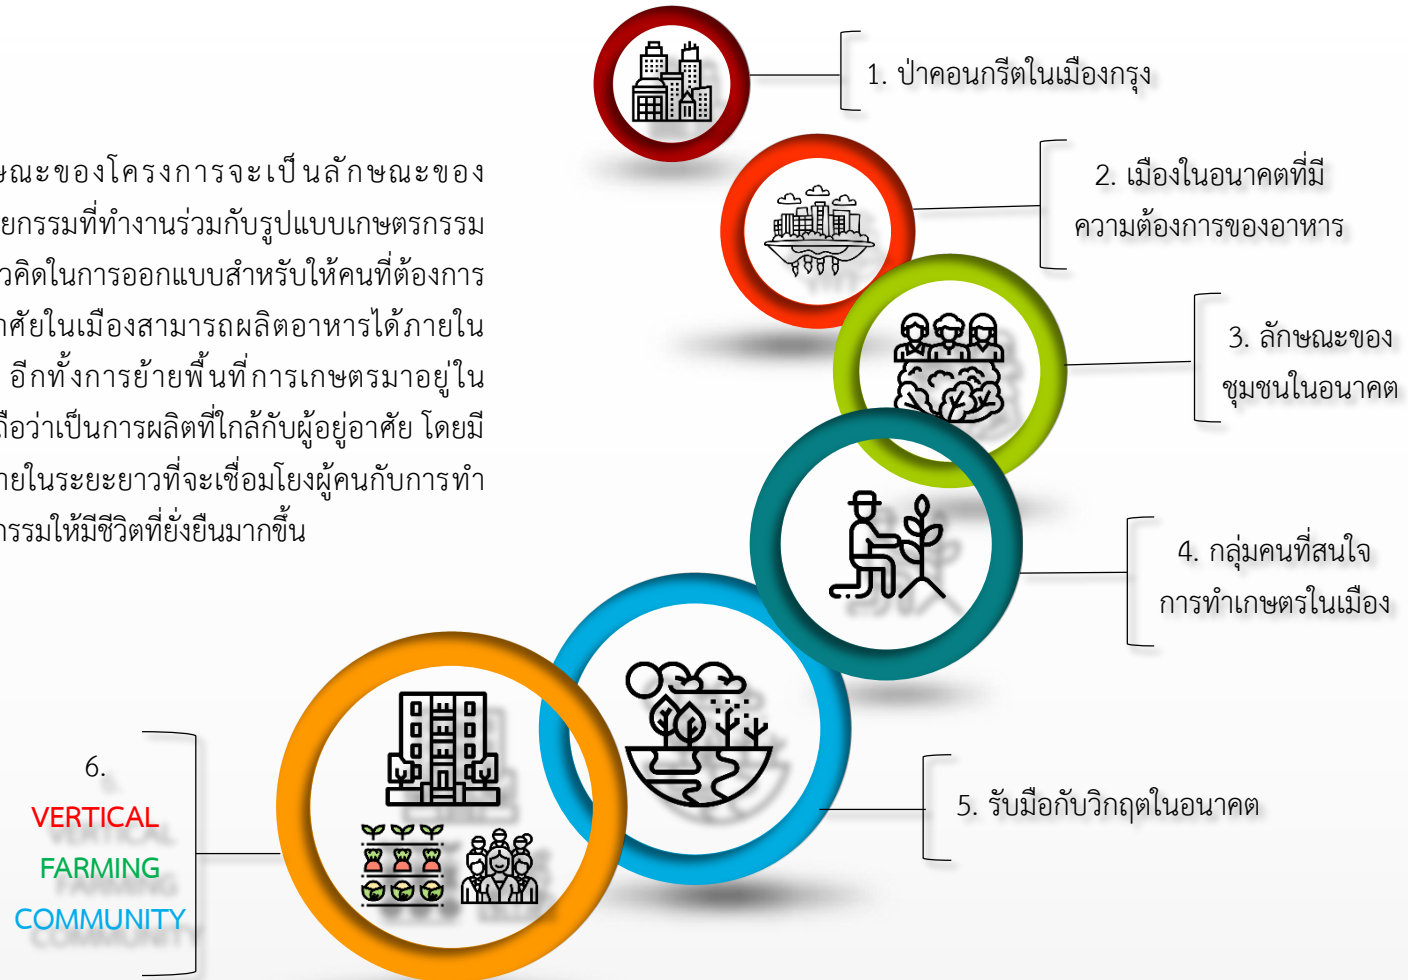 ษณะของโครงการจะเป็นลักษณะของ
ยกรรมที่ทำงานร่วมกับรูปแบบเกษตรกรรม
วคิดในการออกแบบสำหรับให้คนที่ต้องการ
าศัยในเมืองสามารถผลิตอาหารได้ภายใน
อีกทั้งการย้ายพื้นที่การเกษตรมาอยู่ใน
ถือว่าเป็นการผลิตที่ใกล้กับผู้อยู่อาศัย โดยมี
ายในระยะยาวที่จะเชื่อมโยงผู้คนกับการทำ
กรรมให้มีชีวิตที่ยั่งยืนมากขึ้น
1. ป่าคอนกรีตในเมืองกรุง
2. เมืองในอนาคตที่มี
ความต้องการของอาหาร
3. ลักษณะของ
ชุมชนในอนาคต
4. กลุ่มคนที่สนใจ
การทำเกษตรในเมือง
5. รับมือกับวิกฤตในอนาคต
6.
VERTICAL
FARMING
COMMUNITY